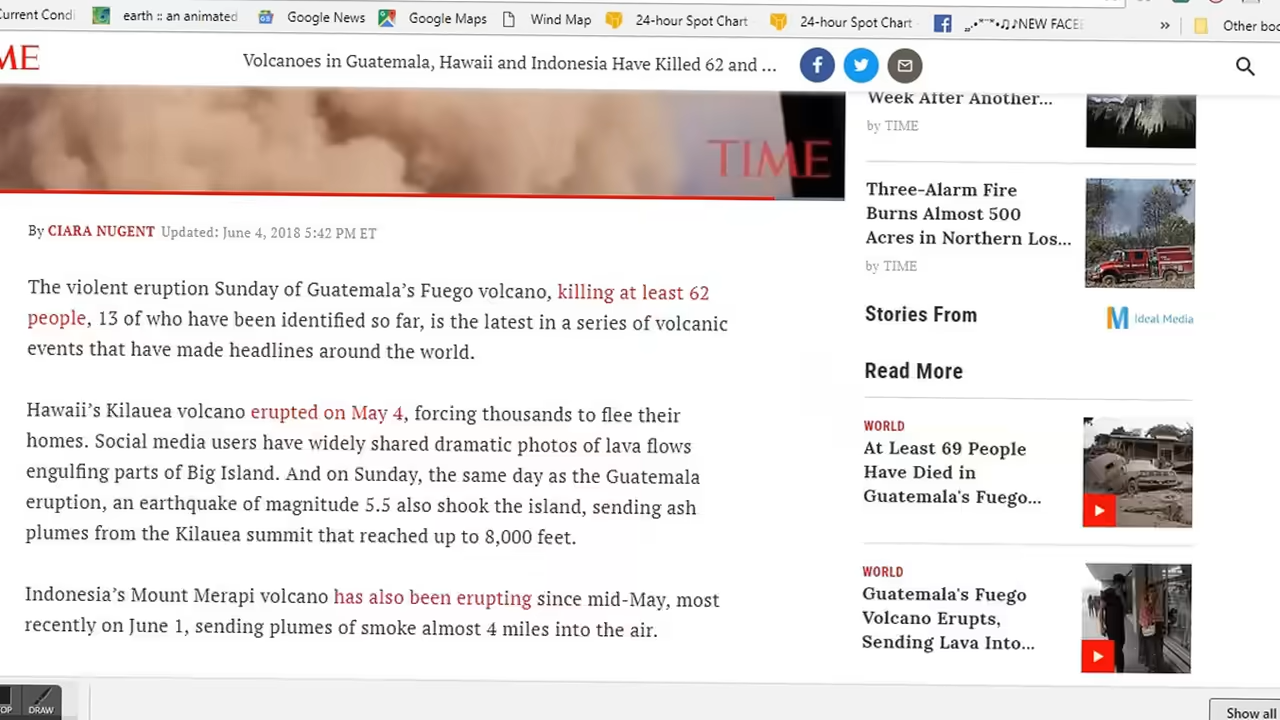 Current Condi
earth :: an animated
Google News
Google Maps
Wind Map
24-hour Spot Chart
24-hour Spot Chart
NEW FACE
»
Other boo
ME
Volcanoes in Guatemala, Hawaii and Indonesia Have Killed 62 and ...
TIME
By CIARA NUGENT Updated: June 4, 2018 5:42 PM ET
The violent eruption Sunday of Guatemala’s Fuego volcano, killing at least 62
people, 13 of who have been identified so far, is the latest in a series of volcanic
events that have made headlines around the world.
Hawaii’s Kilauea volcano erupted on May 4, forcing thousands to flee their
homes. Social media users have widely shared dramatic photos of lava flows
engulfing parts of Big Island. And on Sunday, the same day as the Guatemala
eruption, an earthquake of magnitude 5.5 also shook the island, sending ash
plumes from the Kilauea summit that reached up to 8,000 feet.
Indonesia’s Mount Merapi volcano has also been erupting since mid-May, most
recently on June 1, sending plumes of smoke almost 4 miles into the air.
Week After Another...
by TIME
Three-Alarm Fire
Burns Almost 500
Acres in Northern Los...
by TIME
Stories From
Ideal Media
Read More
WORLD
At Least 69 People
Have Died in
Guatemala's Fuego...
WORLD
Guatemala's Fuego
Volcano Erupts,
Sending Lava Into...
OP
DRAW
Show all